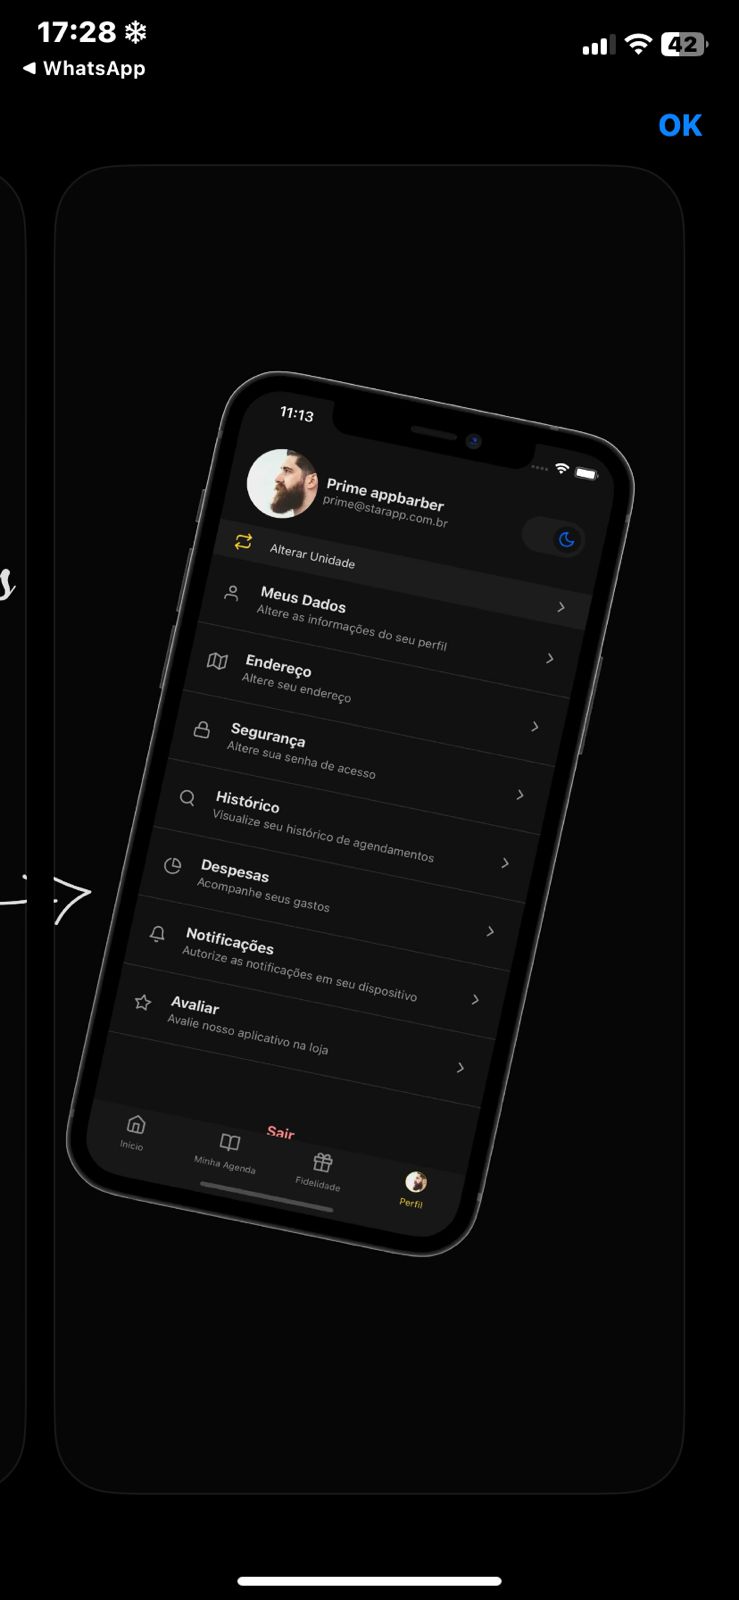 17:28
42
WhatsApp
OK
s
11:13
Prime appbarber
prime@starapp.com.br
Alterar Unidade
Meus Dados
Altere as informações do seu perfil
Endereço
Altere seu endereço
Segurança
Altere sua senha de acesso
Histórico
Visualize seu histórico de agendamentos
Despesas
Acompanhe seus gastos
Notificações
Autorize as notificações em seu dispositivo
Avaliar
Avalie nosso aplicativo na loja
Sair
Início
Minha Agenda
Fidelidade
Perfil